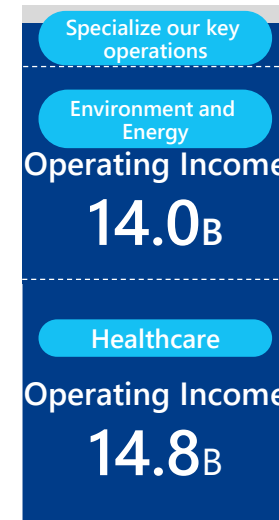 Specialize our key
operations
Environment and
Energy
Operating Income
14.0B
Healthcare
Operating Income
14.8B